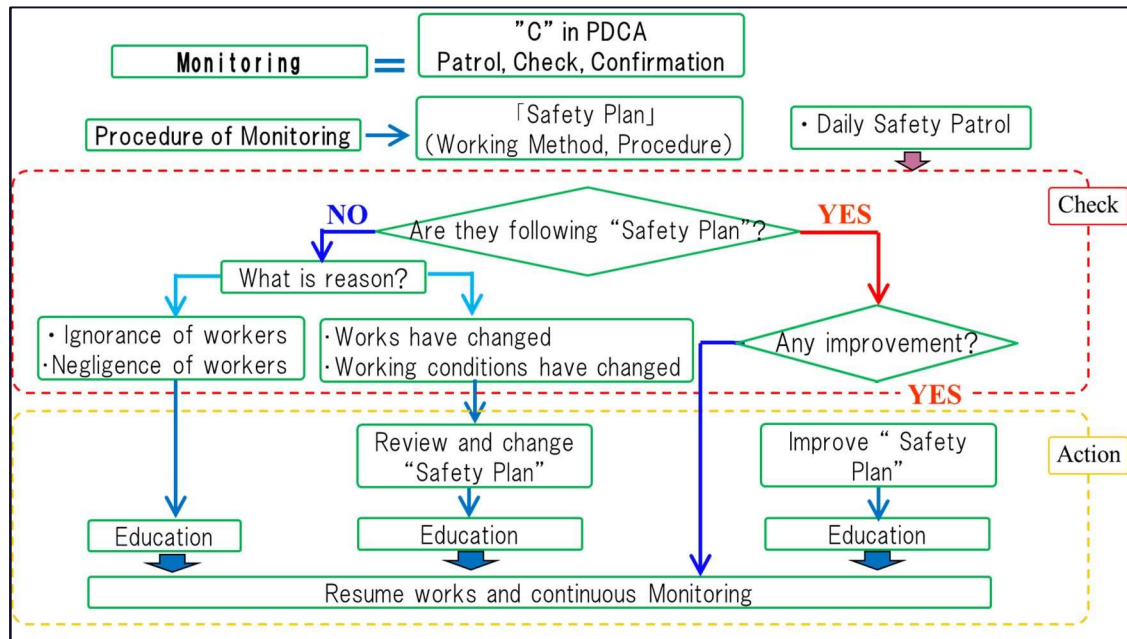 ”C” in PDCA
Monitoring
Patrol, Check, Confirmation
Procedure of Monitoring
「Safety Plan」
(Working Method, Procedure)
・Daily Safety Patrol
Check
NO
YES
Are they following “Safety Plan”?
What is reason?
・Ignorance of workers
・Negligence of workers
・Works have changed
・Working conditions have changed
Any improvement?
YES
Action
Review and change
“Safety Plan”
Improve “ Safety
Plan”
Education
Education
Education
Resume works and continuous Monitoring